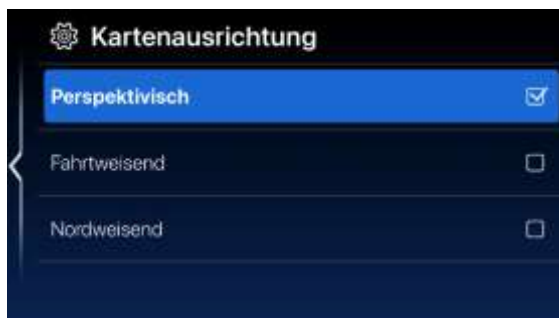 Kartenausrichtung
Perspektivisch
Fahrtweisend
Nordweisend